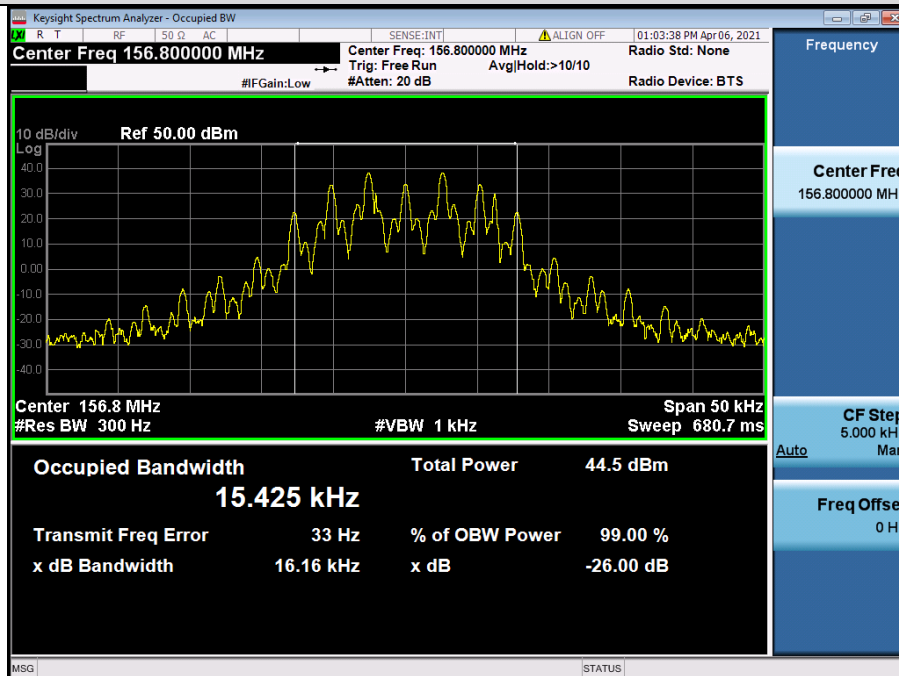 Keysight Spectrum Analyzer - Occupied BW
LXI R T RF 50 Ω AC SENSE:INT ALIGN OFF 01:03:38 PM Apr 06, 2021
Center Freq 156.800000 MHz
Center Freq: 156.800000 MHz Radio Std: None
Trig: Free Run Avg|Hold:>10/10
#IFGain:Low #Atten: 20 dB Radio Device: BTS
10 dB/div Ref 50.00 dBm
Log
40.0
30.0
20.0
10.0
0.00
-10.0
-20.0
-30.0
-40.0
Center 156.8 MHz Span 50 kHz
#Res BW 300 Hz #VBW 1 kHz Sweep 680.7 ms
Occupied Bandwidth Total Power 44.5 dBm
15.425 kHz
Transmit Freq Error 33 Hz % of OBW Power 99.00 %
x dB Bandwidth 16.16 kHz x dB -26.00 dB
MSG STATUS
Frequency
Center Fre
156.800000 MH
CF Step
5.000 kH
Auto Ma
Freq Offse
0 H